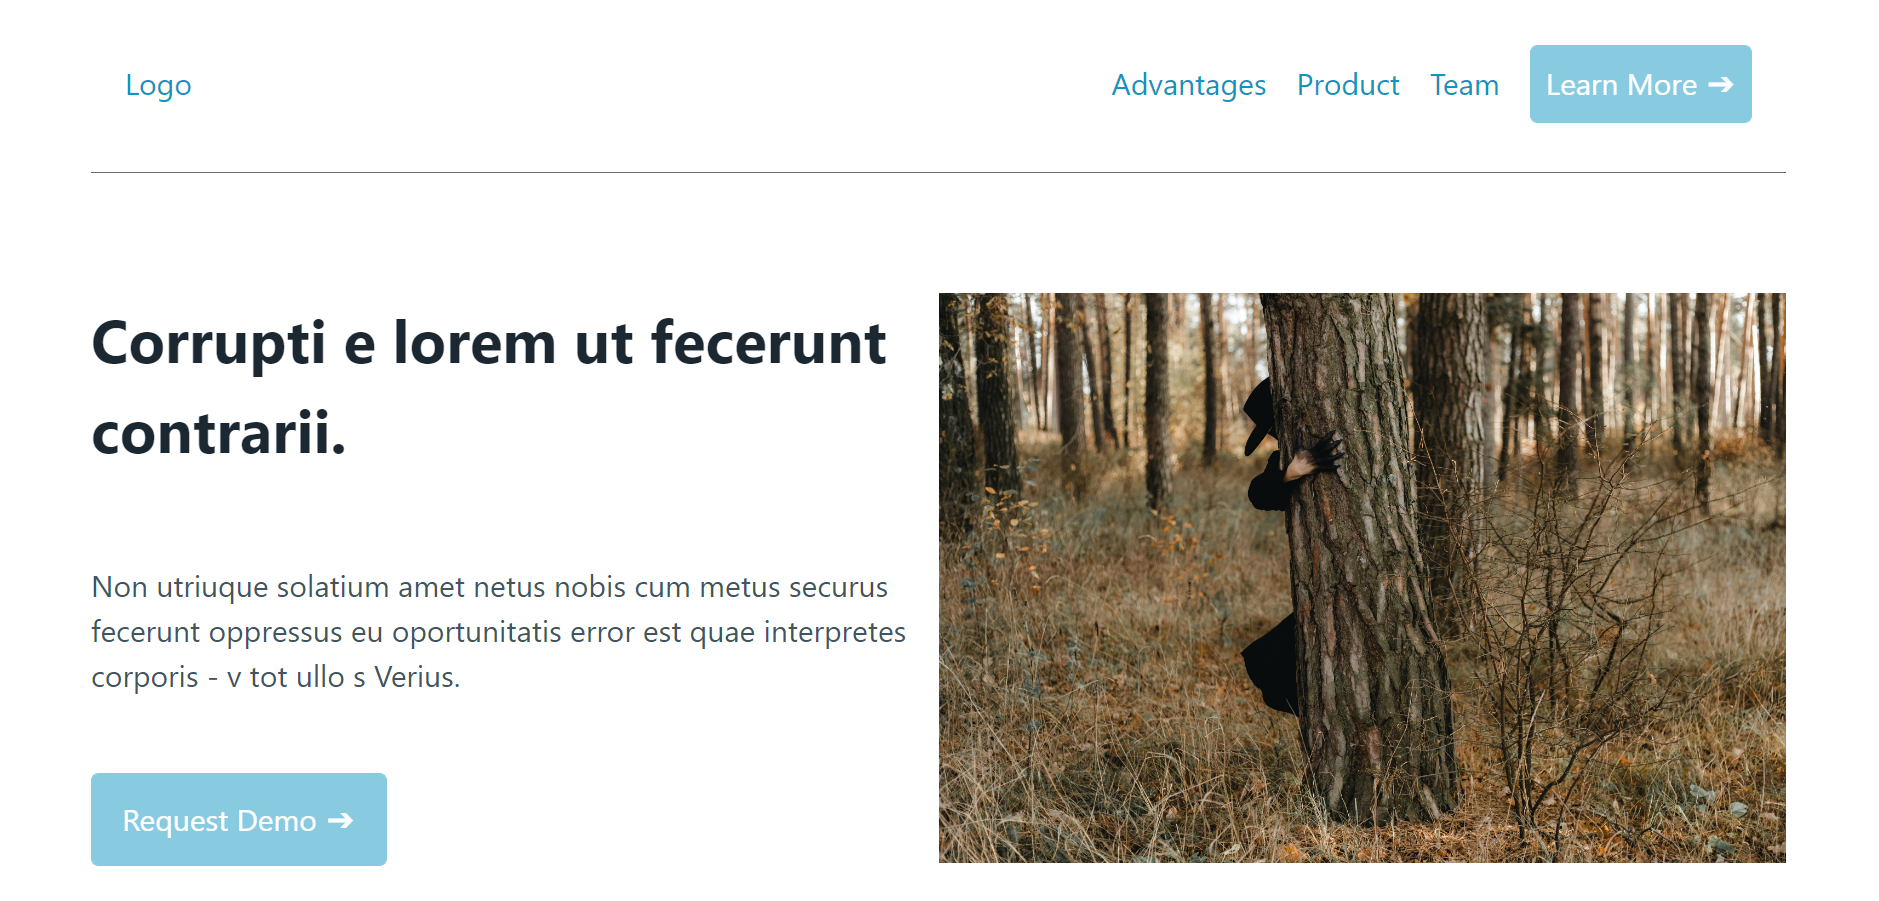 Logo
Advantages Product Team Learn More ➔
Corrupti e lorem ut fecerunt
contrarii.
Non utriuque solatium amet netus nobis cum metus securus
fecerunt oppressus eu oportunitatis error est quae interpretes
corporis - v tot ullo s Verius.
Request Demo ➔